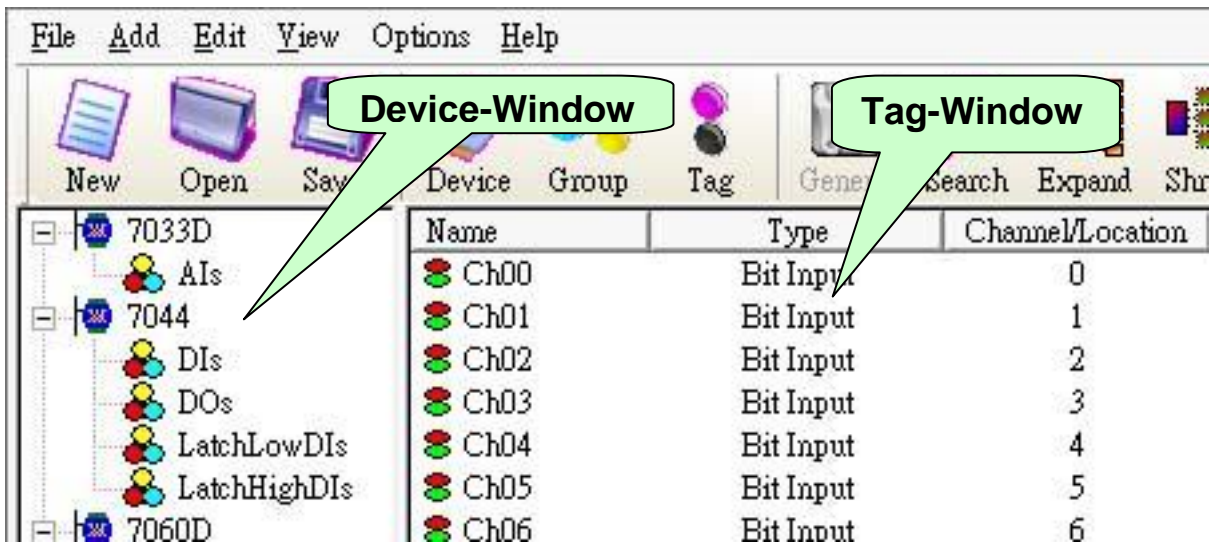 File Add Edit View Options Help
Device-Window
Tag-Window
New Open Device Group Tag Search Expand
7033D
AIs
7044
DIs
DOs
LatchLowDIs
LatchHighDIs
7060D
Name Type Channel/Location
Ch00 Bit Input 0
Ch01 Bit Input 1
Ch02 Bit Input 2
Ch03 Bit Input 3
Ch04 Bit Input 4
Ch05 Bit Input 5
Ch06 Bit Input 6